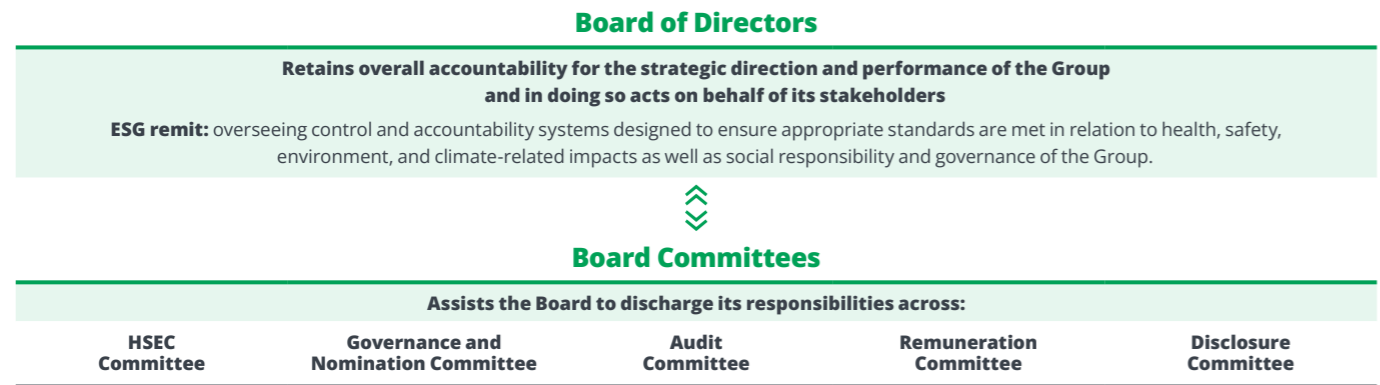 Board of Directors
Retains overall accountability for the strategic direction and performance of the Group
and in doing so acts on behalf of its stakeholders
ESG remit: overseeing control and accountability systems designed to ensure appropriate standards are met in relation to health, safety,
environment, and climate-related impacts as well as social responsibility and governance of the Group.
Board Committees
Assists the Board to discharge its responsibilities across:
HSEC
Committee
Governance and
Nomination Committee
Audit
Committee
Remuneration
Committee
Disclosure
Committee